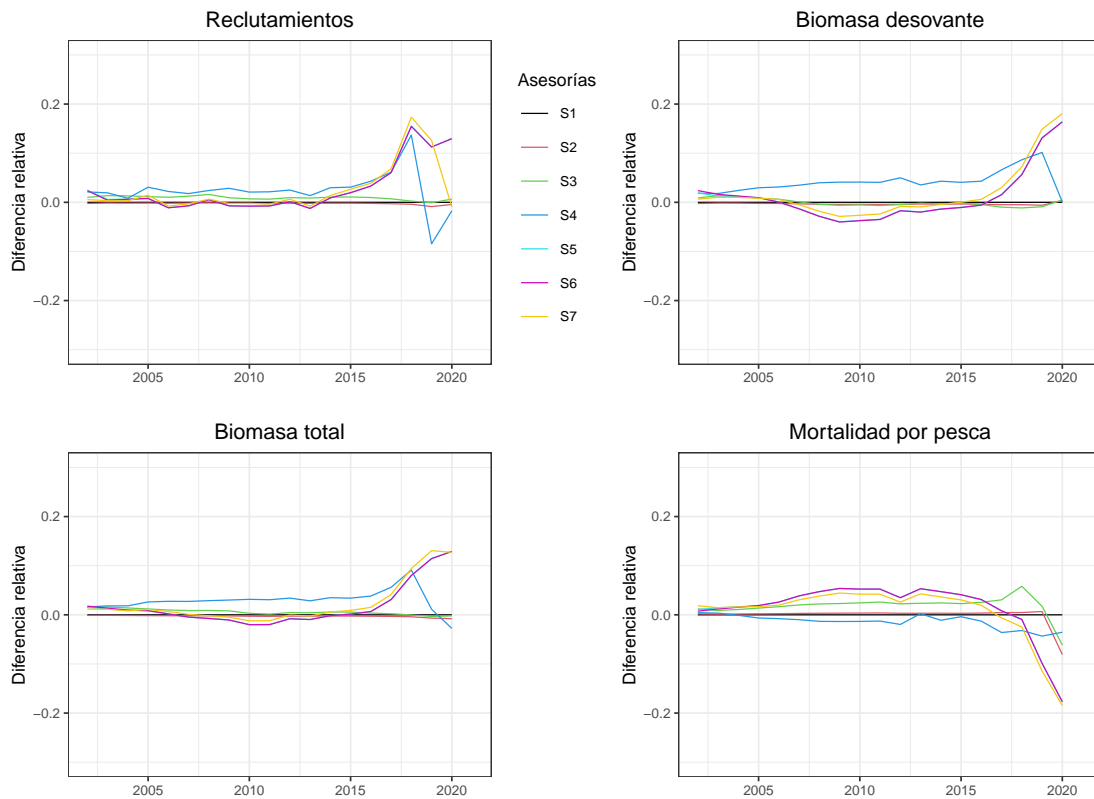 Reclutamientos
Diferencia relativa
0.2
0.0
−0.2
2005
2010
2015
2020
Asesorías
S1
S2
S3
S4
S5
S6
S7
Biomasa desovante
Diferencia relativa
0.2
0.0
−0.2
2005
2010
2015
2020
Biomasa total
Diferencia relativa
0.2
0.0
−0.2
2005
2010
2015
2020
Mortalidad por pesca
Diferencia relativa
0.2
0.0
−0.2
2005
2010
2015
2020